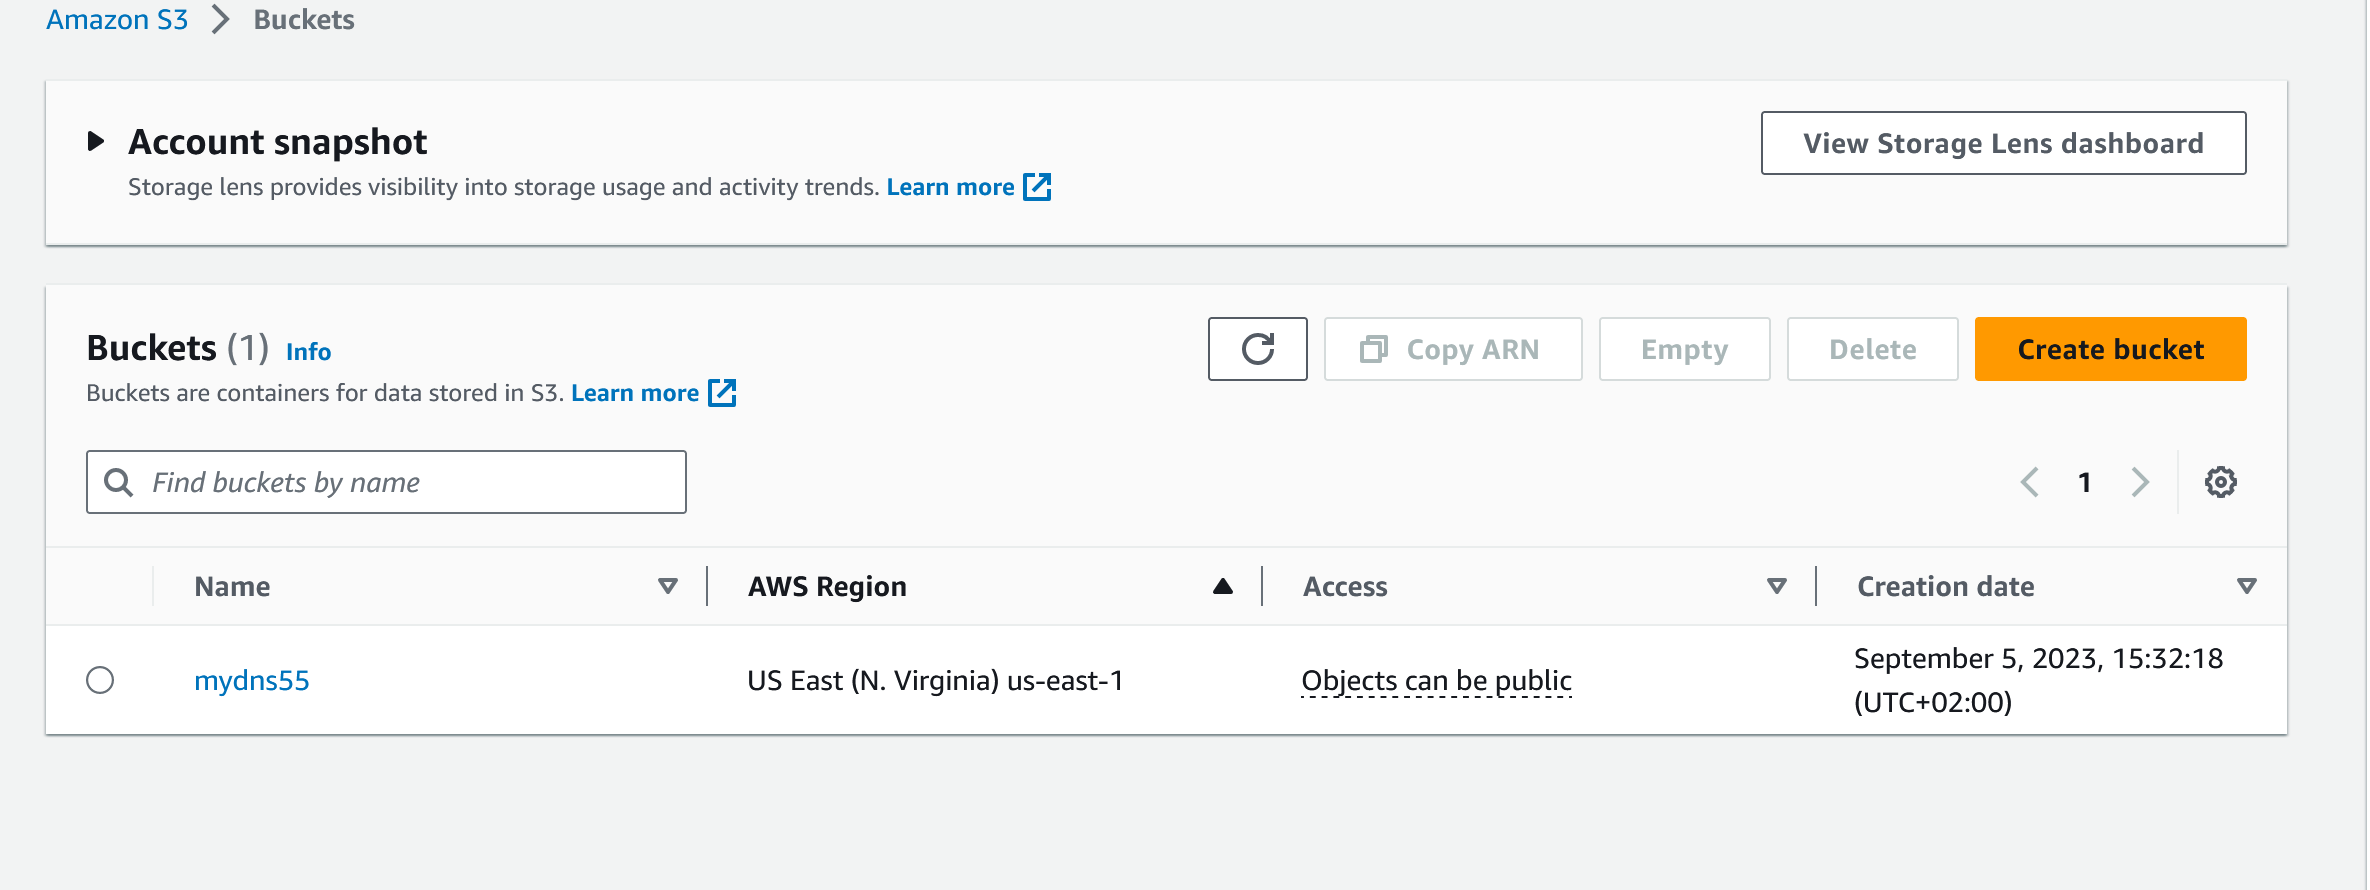 Amazon S3 > Buckets
Account snapshot
View Storage Lens dashboard
Storage lens provides visibility into storage usage and activity trends. Learn more
Buckets (1) Info
Copy ARN Empty Delete Create bucket
Buckets are containers for data stored in S3. Learn more
Find buckets by name
1
Name AWS Region Access Creation date
mydns55 US East (N. Virginia) us-east-1 Objects can be public September 5, 2023, 15:32:18
(UTC+02:00)